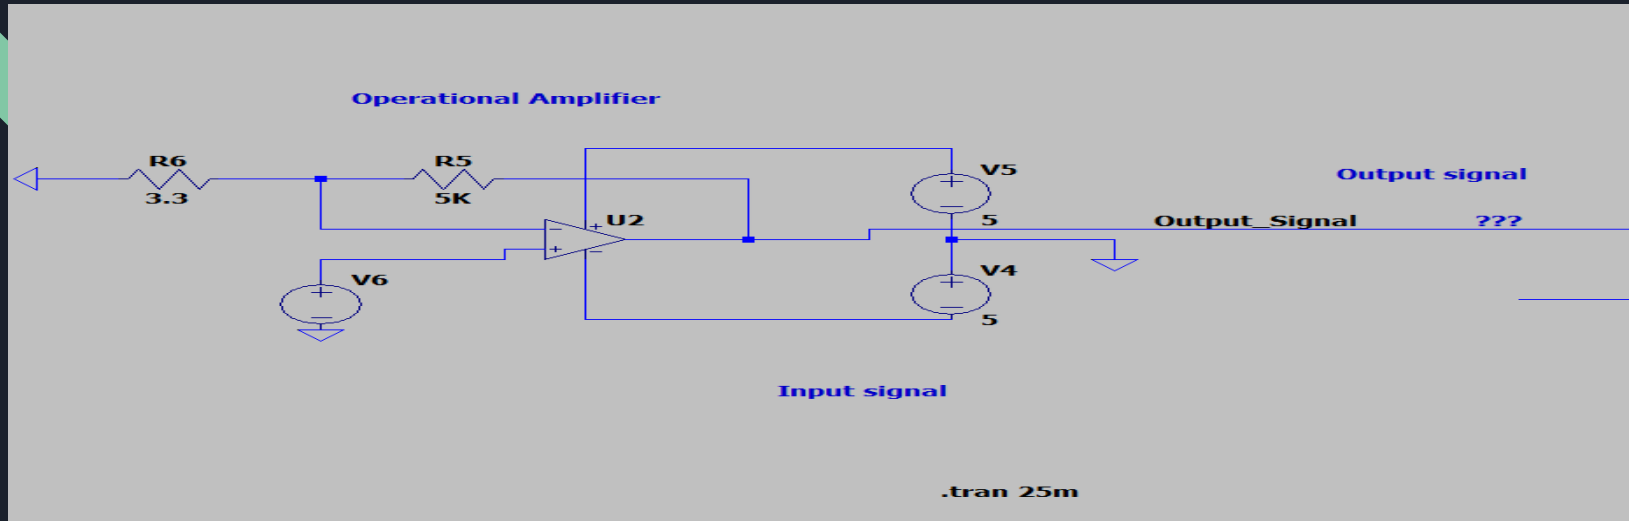 Operational Amplifier
R6
R5
V5
Output signal
3.3
5K
U2
5
Output_Signal
???
V6
V4
5
Input signal
.tran 25m